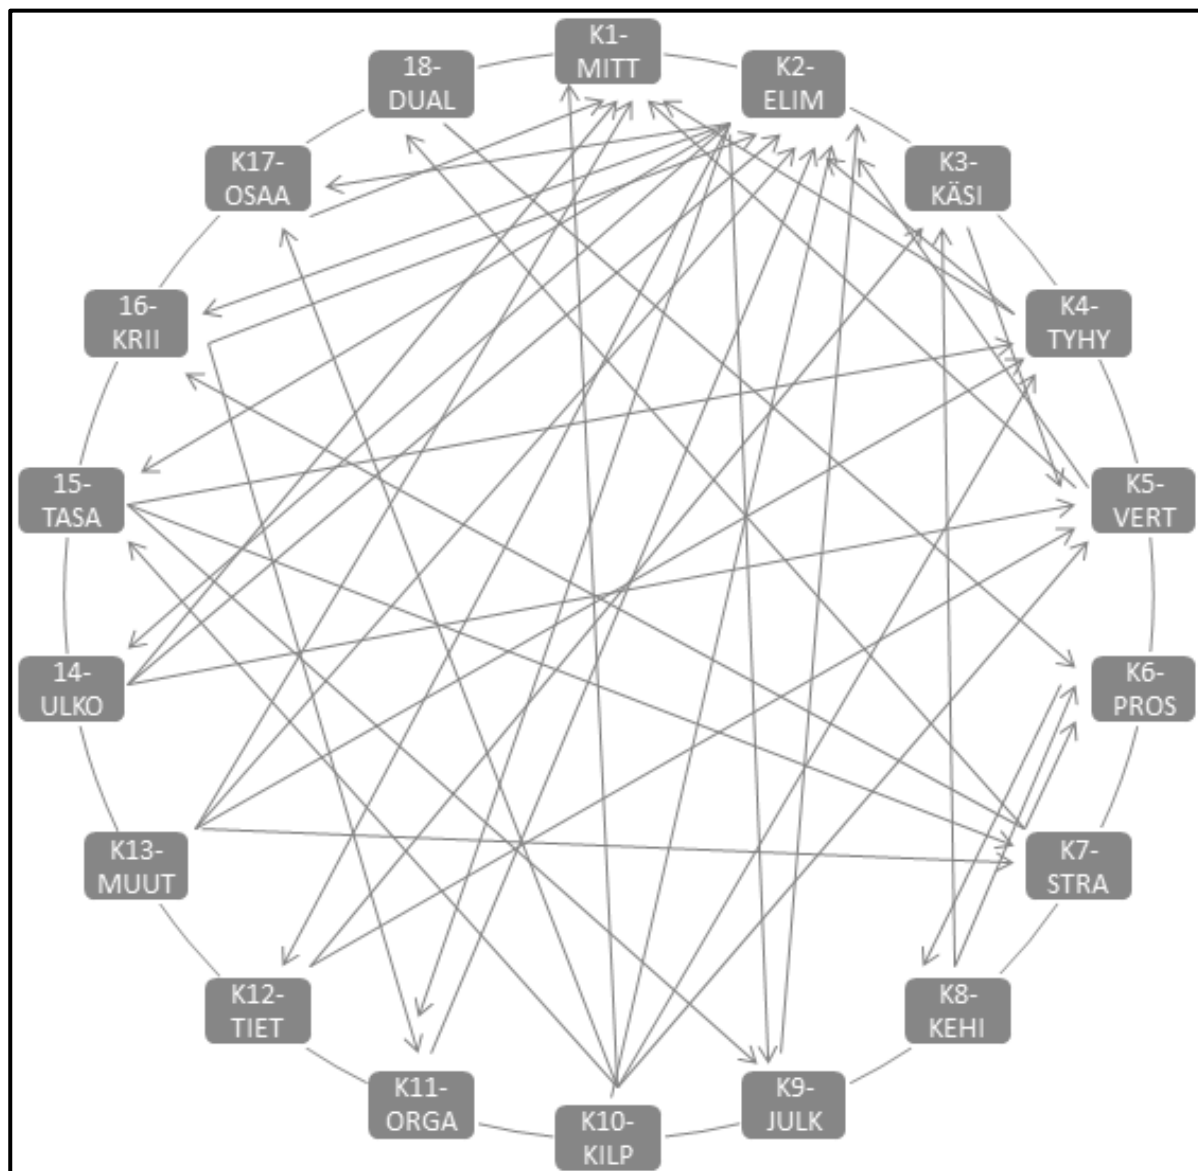 K1-
MITT
K2-
ELIM
K3-
KÄSI
K4-
TYHY
K5-
VERT
K6-
PROS
K7-
STRA
K8-
KEHI
K9-
JULK
K10-
KILP
K11-
ORGA
K12-
TIET
K13-
MUUT
14-
ULKO
15-
TASA
16-
KRII
K17-
OSAA
18-
DUAL